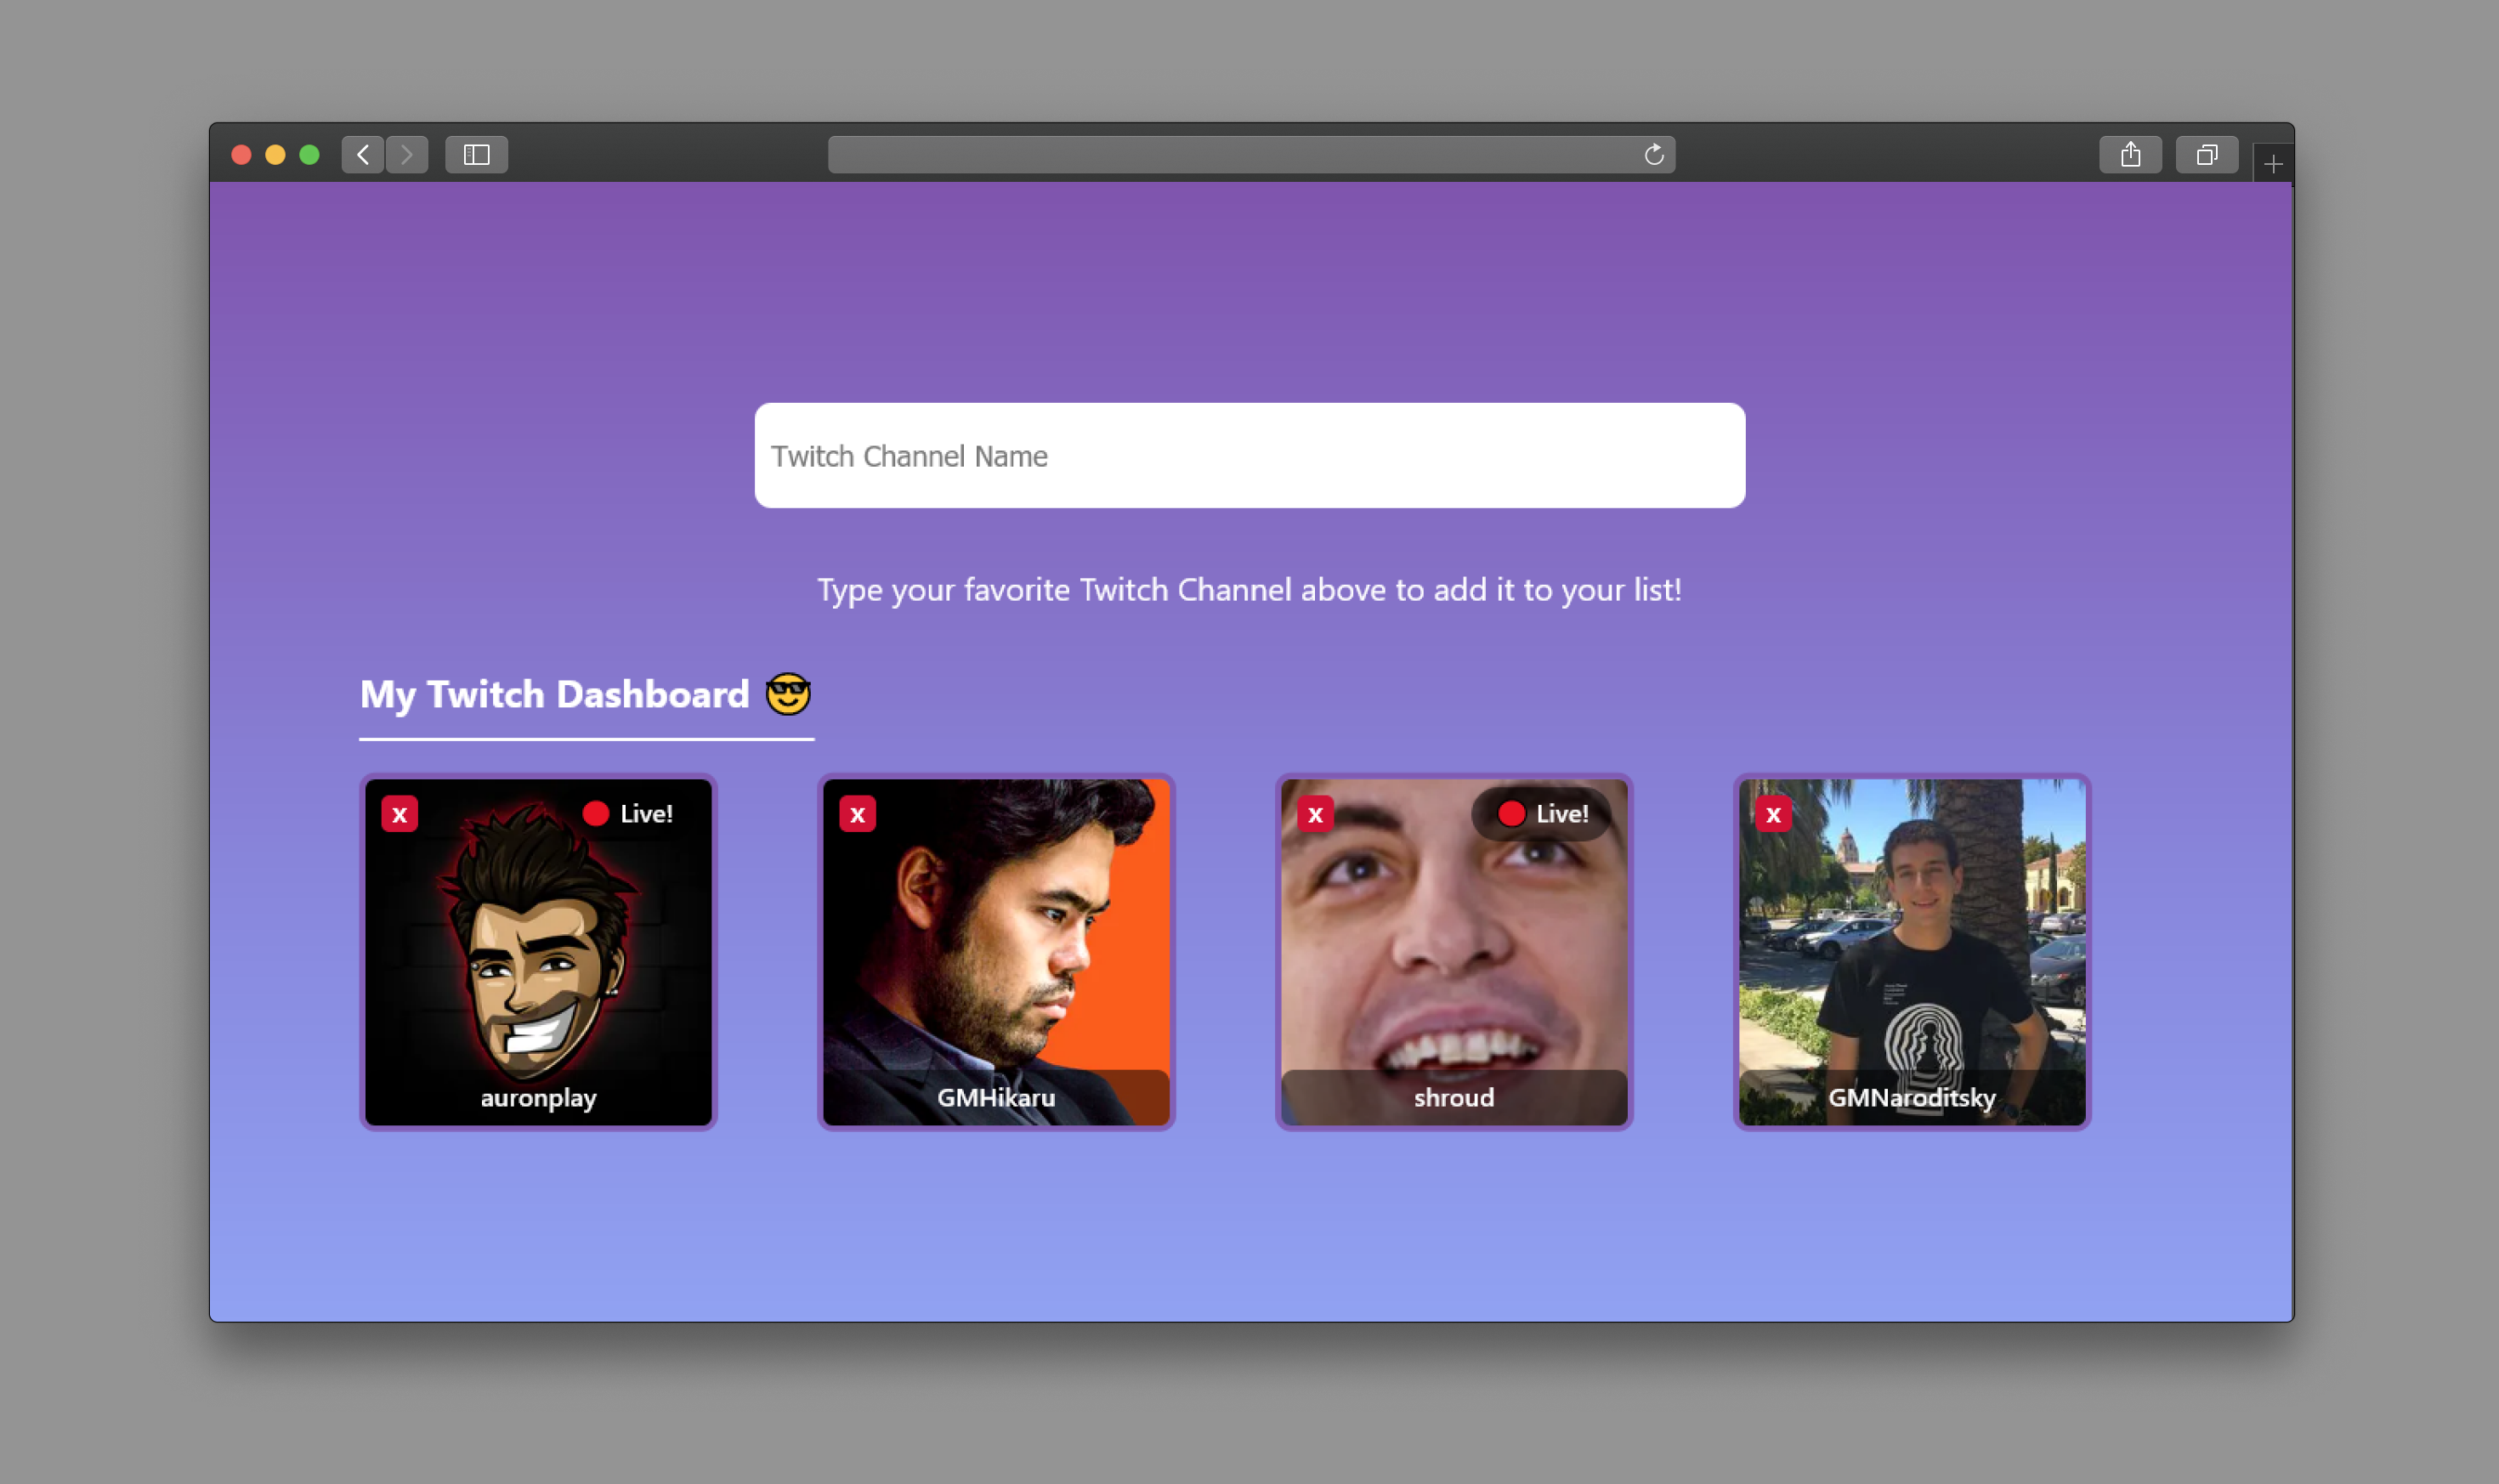 Twitch Channel Name
Type your favorite Twitch Channel above to add it to your list!
My Twitch Dashboard 😎
x
Live!
auronplay
x
GMHikaru
x
Live!
shroud
x
GMNaroditsky